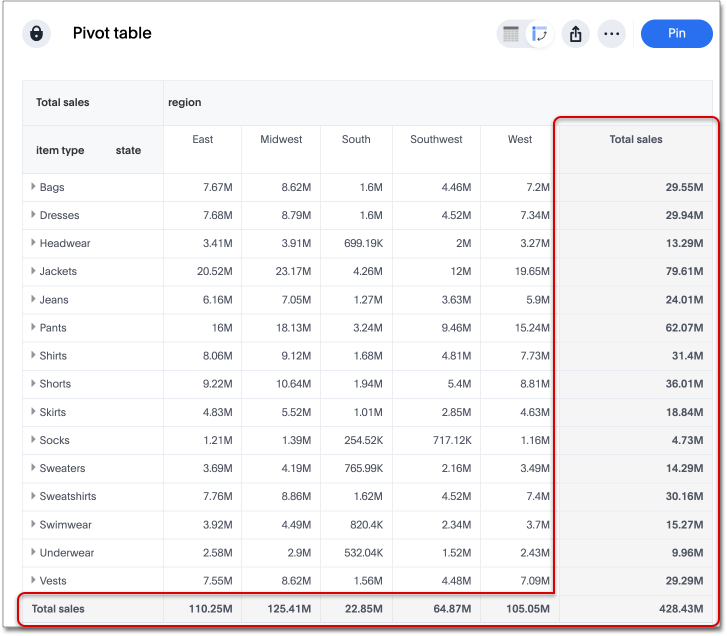 Pivot table Pin
Total sales region
East Midwest South Southwest West Total sales
item type state
Bags 7.67M 8.62M 1.6M 4.46M 7.2M 29.55M
Dresses 7.68M 8.79M 1.6M 4.52M 7.34M 29.94M
Headwear 3.41M 3.91M 699.19K 2M 3.27M 13.29M
Jackets 20.52M 23.17M 4.26M 12M 19.65M 79.61M
Jeans 6.16M 7.05M 1.27M 3.63M 5.9M 24.01M
Pants 16M 18.13M 3.24M 9.46M 15.24M 62.07M
Shirts 8.06M 9.12M 1.68M 4.81M 7.73M 31.4M
Shorts 9.22M 10.64M 1.94M 5.4M 8.81M 36.01M
Skirts 4.83M 5.52M 1.01M 2.85M 4.63M 18.84M
Socks 1.21M 1.39M 254.52K 717.12K 1.16M 4.73M
Sweaters 3.69M 4.19M 765.99K 2.16M 3.49M 14.29M
Sweatshirts 7.76M 8.86M 1.62M 4.52M 7.4M 30.16M
Swimwear 3.92M 4.49M 820.4K 2.34M 3.7M 15.27M
Underwear 2.58M 2.9M 532.04K 1.52M 2.43M 9.96M
Vests 7.55M 8.62M 1.56M 4.48M 7.09M 29.29M
Total sales 110.25M 125.41M 22.85M 64.87M 105.05M 428.43M